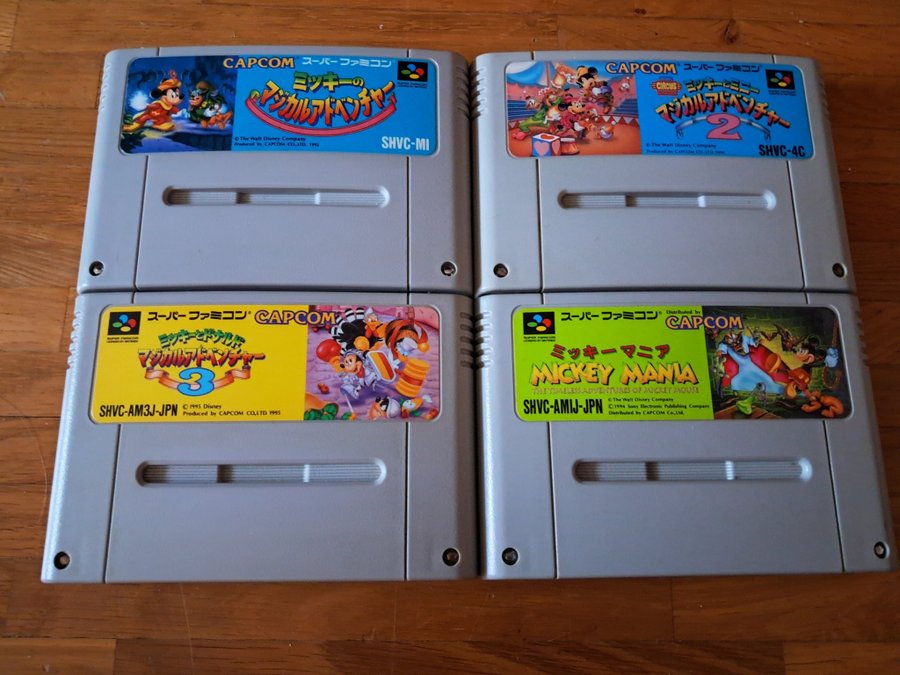 CAPCOM スーパーファミコン
ミッキーの
マジカルアドベンチャー
© The Walt Disney Company
Produced by CAPCOM CO.,LTD. 1992
SHVC-MI
CAPCOM スーパーファミコン
CIRCUS
ミッキーとミニー
マジカルアドベンチャー
2
© The Walt Disney Company
SHVC-4C
スーパーファミコン CAPCOM
ミッキーとドナルド
マジカルアドベンチャー
3
© 1995 Disney
Produced by CAPCOM CO.,LTD 1995
SHVC-AM3J-JPN
スーパーファミコン
Distributed by
CAPCOM
ミッキーマニア
MICKEY MANIA
THE TIMELESS ADVENTURES OF MICKEY MOUSE
© The Walt Disney Company
© 1994 Sony Electronic Publishing Company
Distributed by CAPCOM Co.,Ltd.
SHVC-AMIJ-JPN